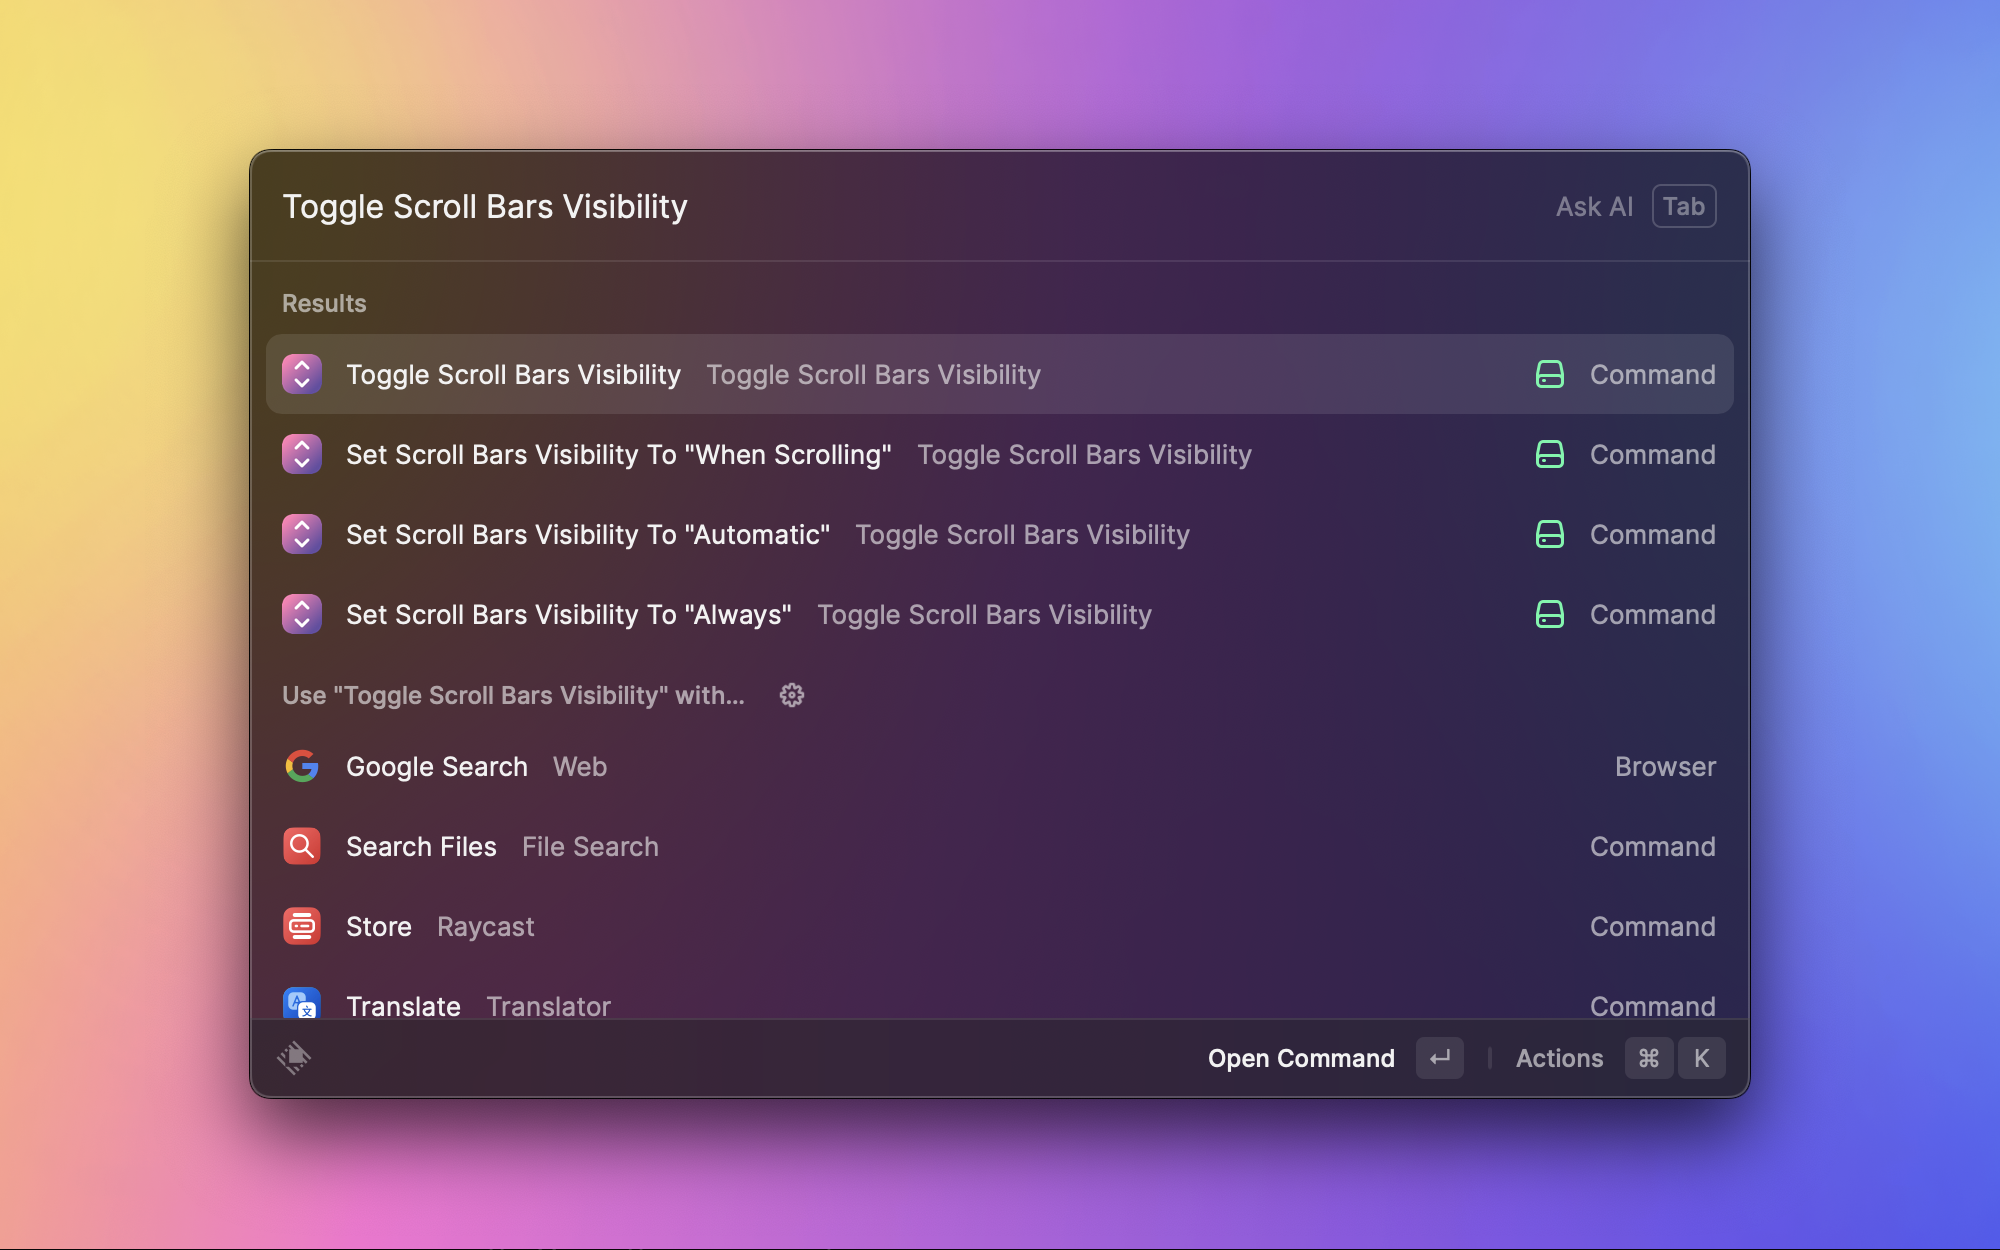 Toggle Scroll Bars Visibility Ask AI Tab
Results
Toggle Scroll Bars Visibility Toggle Scroll Bars Visibility Command
Set Scroll Bars Visibility To "When Scrolling" Toggle Scroll Bars Visibility Command
Set Scroll Bars Visibility To "Automatic" Toggle Scroll Bars Visibility Command
Set Scroll Bars Visibility To "Always" Toggle Scroll Bars Visibility Command
Use "Toggle Scroll Bars Visibility" with...
Google Search Web Browser
Search Files File Search Command
Store Raycast Command
Translate Translator Command
Open Command ↵ Actions ⌘ K